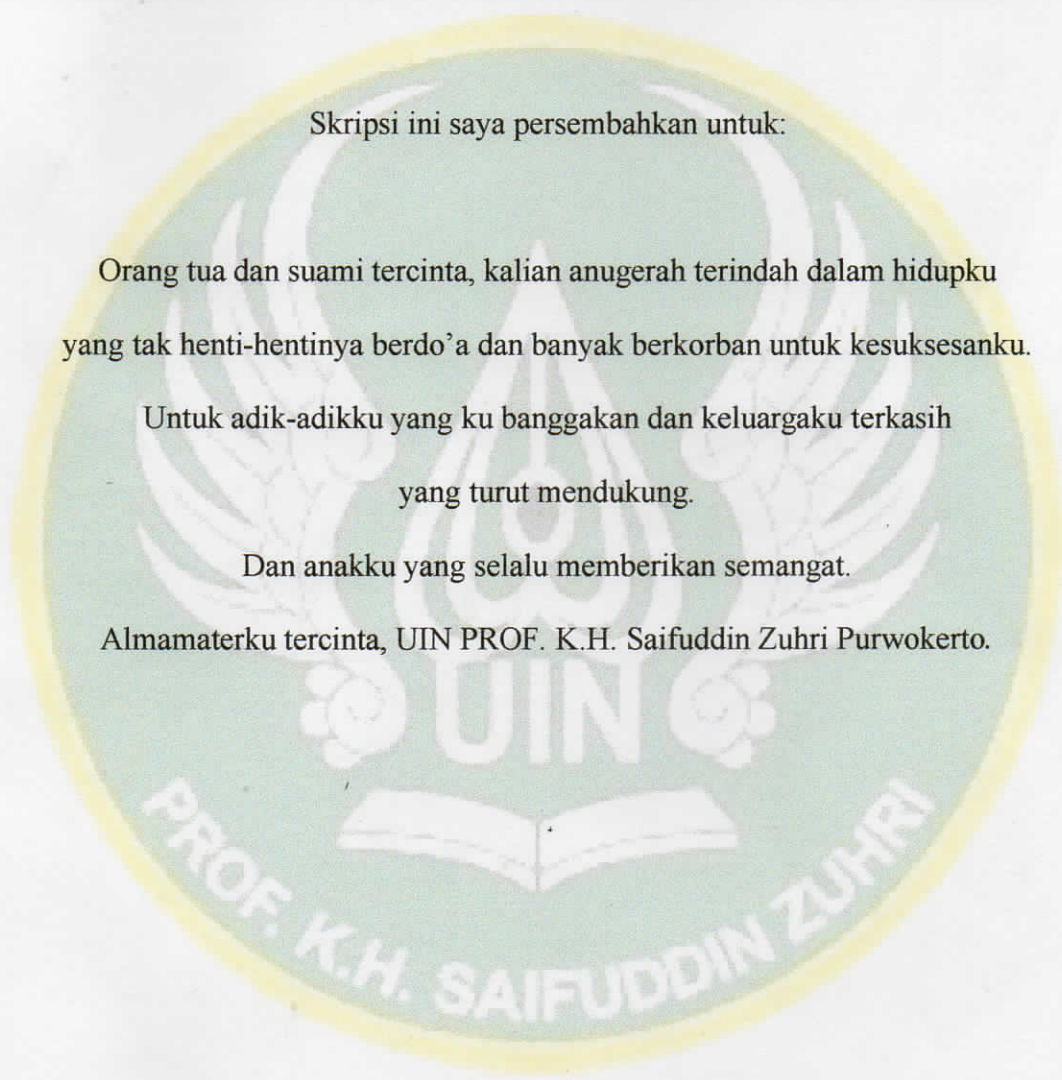 Skripsi ini saya persembahkan untuk:
Orang tua dan suami tercinta, kalian anugerah terindah dalam hidupku
yang tak henti-hentinya berdo’a dan banyak berkorban untuk kesuksesanku.
Untuk adik-adikku yang ku banggakan dan keluargaku terkasih
yang turut mendukung.
Dan anakku yang selalu memberikan semangat.
Almamaterku tercinta, UIN PROF. K.H. Saifuddin Zuhri Purwokerto.
UIN
PROF. K.H. SAIFUDDIN ZUHRI